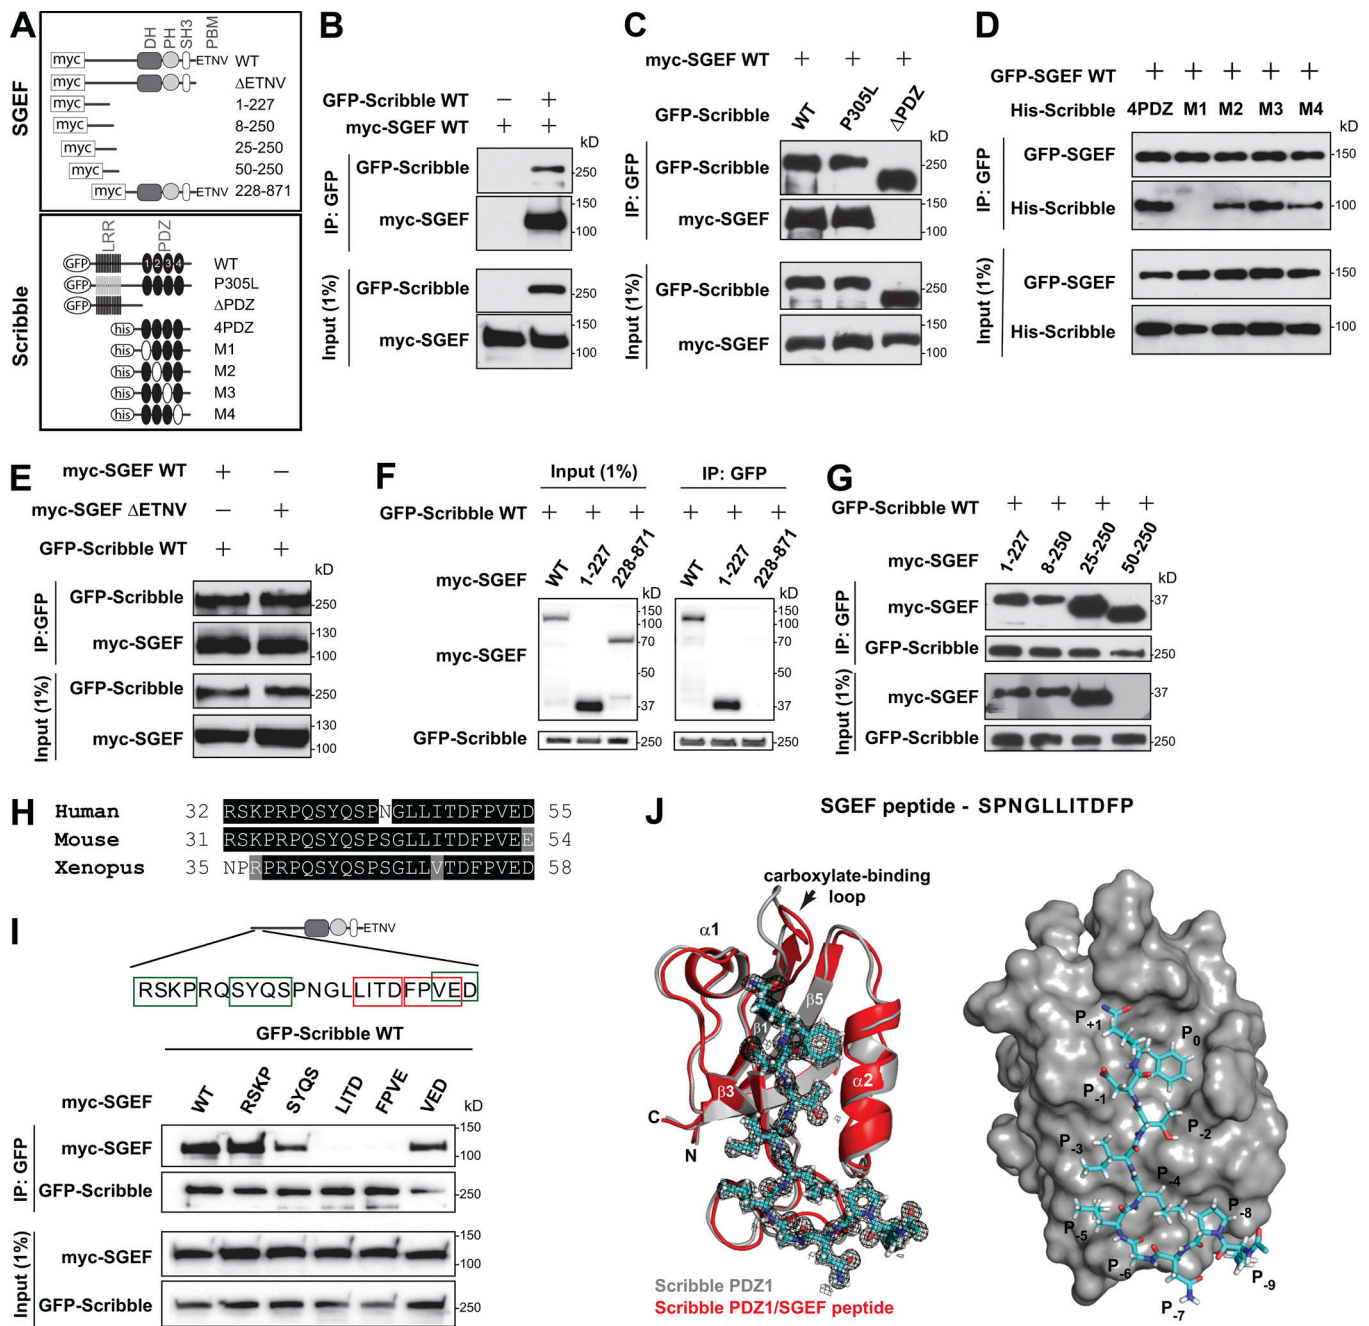 A
SGEF
DH
PH
SH3
PBM
myc ETNV WT
myc ΔETNV
myc 1-227
myc 8-250
myc 25-250
myc 50-250
myc ETNV 228-871
Scribble
LRR
PDZ
GFP 1 2 3 4 WT
GFP P305L
GFP ΔPDZ
his 4PDZ
his M1
his M2
his M3
his M4
B
GFP-Scribble WT − +
myc-SGEF WT + +
kD
IP: GFP
GFP-Scribble 250
myc-SGEF 150
100
Input (1%)
GFP-Scribble 250
myc-SGEF 150
100
C
myc-SGEF WT + + +
GFP-Scribble WT P305L ΔPDZ
kD
IP: GFP
GFP-Scribble 250
myc-SGEF 150
100
Input (1%)
GFP-Scribble 250
myc-SGEF 150
100
D
GFP-SGEF WT + + + + +
His-Scribble 4PDZ M1 M2 M3 M4
kD
IP: GFP
GFP-SGEF 150
His-Scribble 100
Input (1%)
GFP-SGEF 150
His-Scribble 100
E
myc-SGEF WT + −
myc-SGEF ΔETNV − +
GFP-Scribble WT + +
kD
IP:GFP
GFP-Scribble 250
myc-SGEF 130
100
Input (1%)
GFP-Scribble 250
myc-SGEF 130
100
F
Input (1%) IP: GFP
GFP-Scribble WT + + + + + +
myc-SGEF WT 1-227 228-871 WT 1-227 228-871
kD kD
myc-SGEF
150 150
100 100
70 70
50 50
37 37
GFP-Scribble 250 250
G
GFP-Scribble WT + + + +
myc-SGEF 1-227 8-250 25-250 50-250
kD
IP: GFP
myc-SGEF 37
GFP-Scribble 250
Input (1%)
myc-SGEF 37
GFP-Scribble 250
H
Human 32 RSKPRPQSYQSPNGLLITDFPVED 55
Mouse 31 RSKPRPQSYQSPSGLLITDFPVEE 54
Xenopus 35 NPRPRPQSYQSPSGLLVTDFPVED 58
I
ETNV
RSKPRQSYQSPNGLLITDFPVED
GFP-Scribble WT
myc-SGEF WT RSKP SYQS LITD FPVE VED
kD
IP: GFP
myc-SGEF 150
100
GFP-Scribble 250
Input (1%)
myc-SGEF 150
100
GFP-Scribble 250
J
SGEF peptide - SPNGLLITDFP
carboxylate-binding
loop
α1
β5
β1
β3
α2
C
N
Scribble PDZ1
Scribble PDZ1/SGEF peptide
P+1
P0
P-1
P-2
P-3
P-4
P-5
P-6
P-7
P-8
P-9